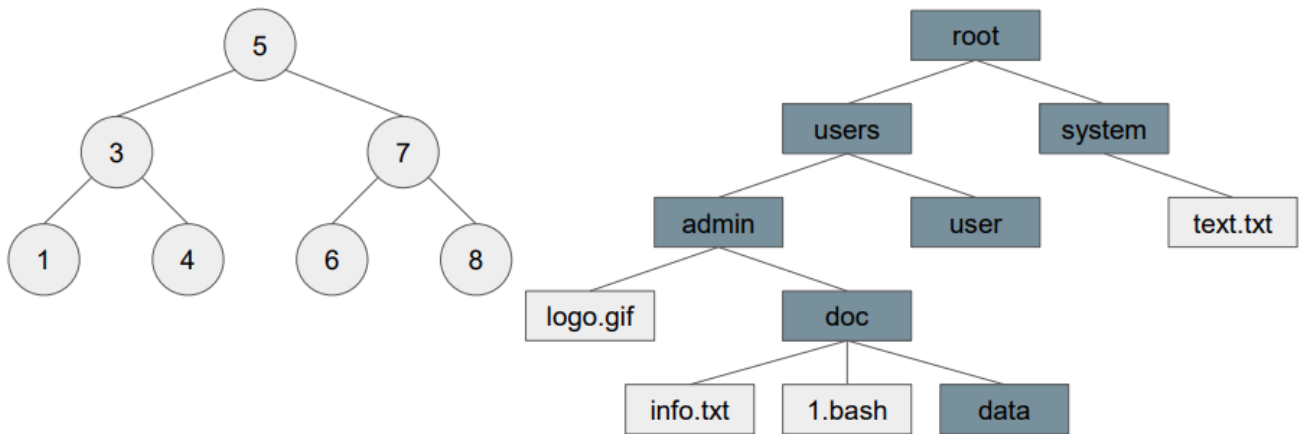 5
3
7
1
4
6
8
root
users
system
admin
user
text.txt
logo.gif
doc
info.txt
1.bash
data